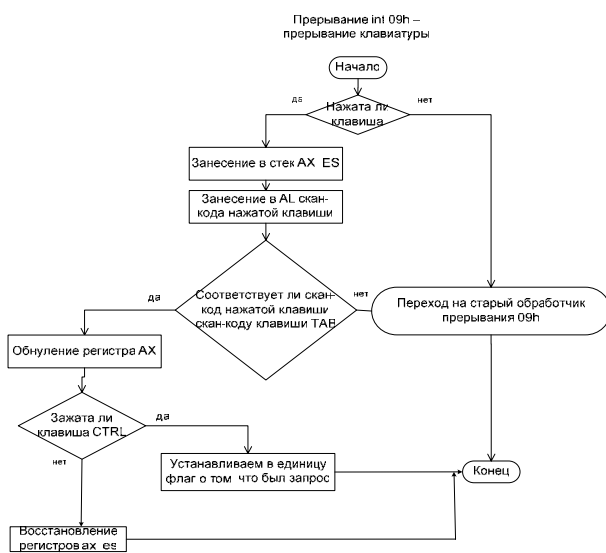 Прерывание int 09h –
прерывание клавиатуры
Начало
да
Нажата ли
клавиша
нет
Занесение в стек AX ES
Занесение в AL скан-
кода нажатой клавиши
да
Соответствует ли скан-
код нажатой клавиши
скан-коду клавиши TAB
нет
Переход на старый обработчик
прерывания 09h
Обнуление регистра AX
Зажата ли
клавиша CTRL
да
нет
Устанавливаем в единицу
флаг о том что был запрос
Конец
Восстановление
регистров ax es